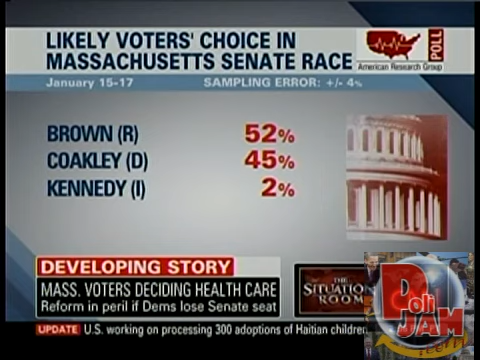 LIKELY VOTERS' CHOICE IN
MASSACHUSETTS SENATE RACE
POLL
American Research Group
January 15-17 SAMPLING ERROR: +/- 4%
BROWN (R) 52%
COAKLEY (D) 45%
KENNEDY (I) 2%
DEVELOPING STORY
MASS. VOTERS DECIDING HEALTH CARE
Reform in peril if Dems lose Senate seat
THE
SITUATION
ROOM
Poli
JAM
UPDATE U.S. working on processing 300 adoptions of Haitian children